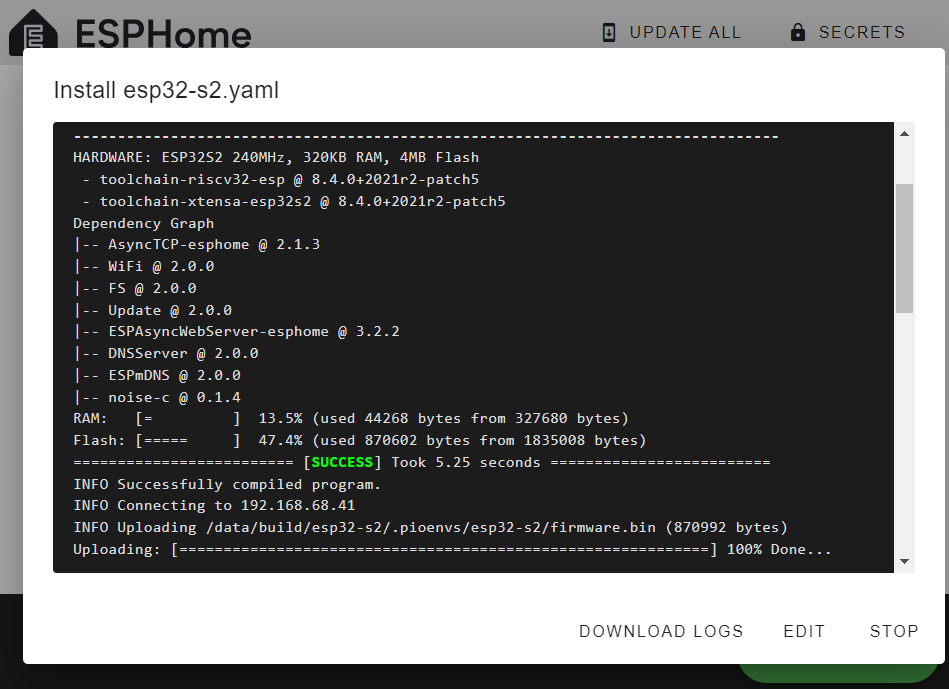 ESPHome
UPDATE ALL
SECRETS
Install esp32-s2.yaml
--------------------------------------------------------------------------------
HARDWARE: ESP32S2 240MHz, 320KB RAM, 4MB Flash
 - toolchain-riscv32-esp @ 8.4.0+2021r2-patch5
 - toolchain-xtensa-esp32s2 @ 8.4.0+2021r2-patch5
Dependency Graph
|-- AsyncTCP-esphome @ 2.1.3
|-- WiFi @ 2.0.0
|-- FS @ 2.0.0
|-- Update @ 2.0.0
|-- ESPAsyncWebServer-esphome @ 3.2.2
|-- DNSServer @ 2.0.0
|-- ESPmDNS @ 2.0.0
|-- noise-c @ 0.1.4
RAM:   [=         ]  13.5% (used 44268 bytes from 327680 bytes)
Flash: [=====     ]  47.4% (used 870602 bytes from 1835008 bytes)
========================= [SUCCESS] Took 5.25 seconds =========================
INFO Successfully compiled program.
INFO Connecting to 192.168.68.41
INFO Uploading /data/build/esp32-s2/.pioenvs/esp32-s2/firmware.bin (870992 bytes)
Uploading: [============================================================] 100% Done...
DOWNLOAD LOGS
EDIT
STOP